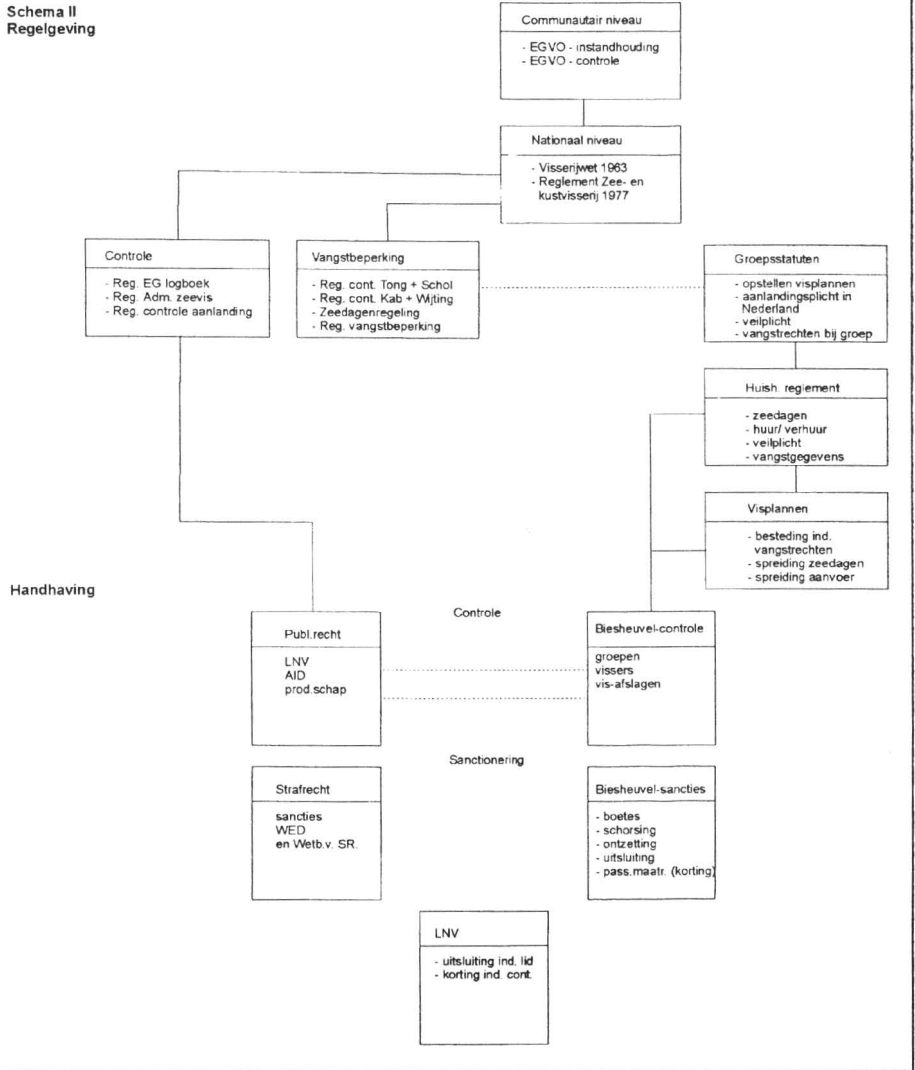 Schema II
Regelgeving
Communautair niveau
- EGVO - instandhouding
- EGVO - controle
Nationaal niveau
- Visserijwet 1963
- Reglement Zee- en
kustvisserij 1977
Controle
- Reg. EG logboek
- Reg. Adm. zeevis
- Reg. controle aanlanding
Vangstbeperking
- Reg. cont. Tong + Schol
- Reg. cont. Kab + Wijting
- Zeedagenregeling
- Reg. vangstbeperking
Groepsstatuten
- opstellen visplannen
- aanlandingsplicht in
Nederland
- veilplicht
- vangstrechten bij groep
Huish. reglement
- zeedagen
- huur/ verhuur
- veilplicht
- vangstgegevens
Visplannen
- besteding ind.
vangstrechten
- spreiding zeedagen
- spreiding aanvoer
Handhaving
Controle
Publ.recht
LNV
AID
prod.schap
Biesheuvel-controle
groepen
vissers
vis-afslagen
Sanctionering
Strafrecht
sancties
WED
en Wetb.v. SR.
Biesheuvel-sancties
- boetes
- schorsing
- ontzetting
- uitsluiting
- pass.maatr. (korting)
LNV
- uitsluiting ind. lid
- korting ind. cont.